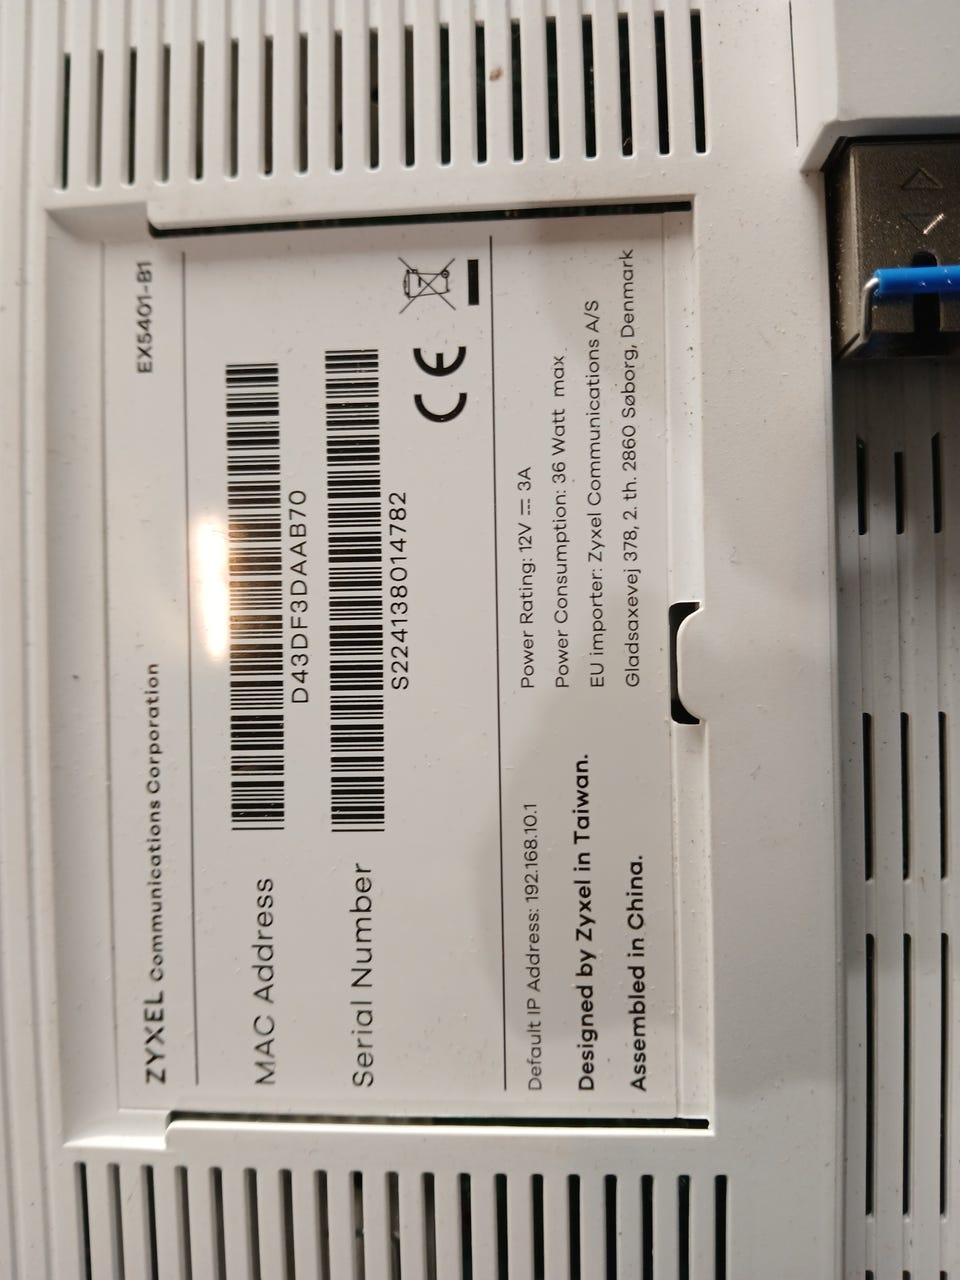 ZYXEL Communications Corporation EX5401-B1
MAC Address
D43DF3DAAB70
Serial Number
S224138014782
CE
Default IP Address: 192.168.10.1
Designed by Zyxel in Taiwan.
Assembled in China.
Power Rating: 12V ⎓ 3A
Power Consumption: 36 Watt max.
EU importer: Zyxel Communications A/S
Gladsaxevej 378, 2. th. 2860 Søborg, Denmark